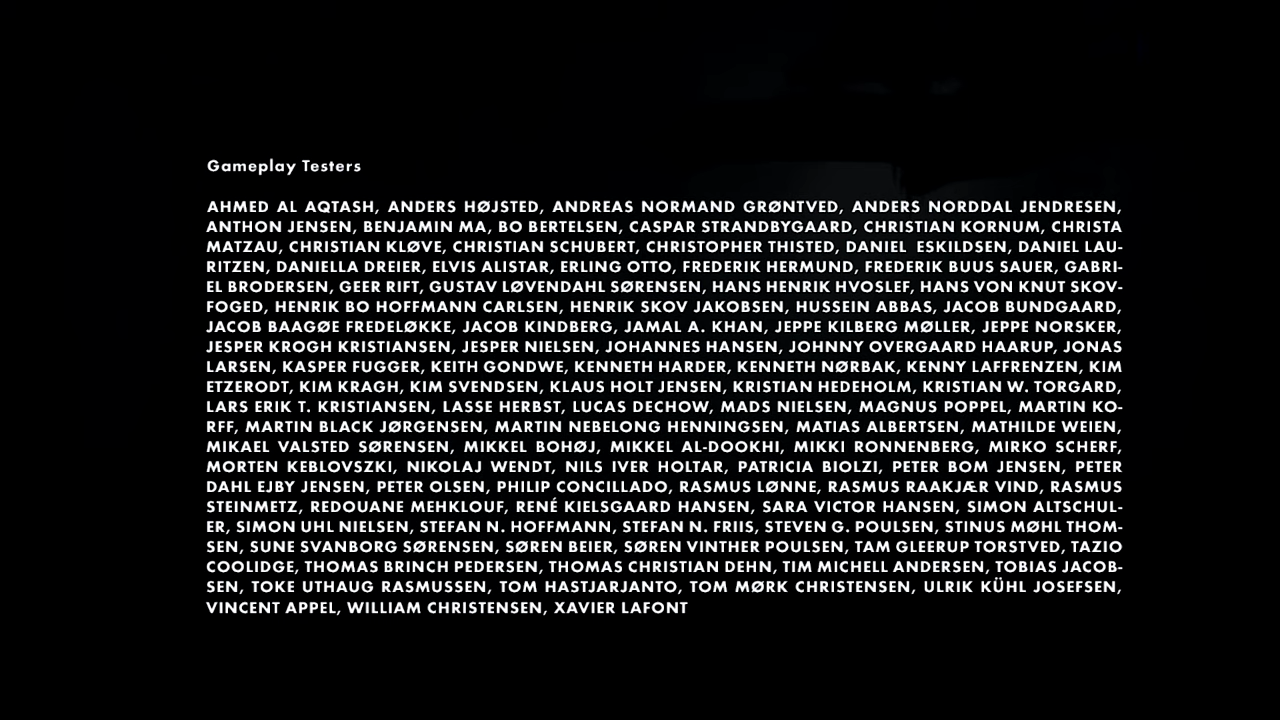 Gameplay Testers
AHMED AL AQTASH, ANDERS HØJSTED, ANDREAS NORMAND GRØNTVED, ANDERS NORDDAL JENDRESEN,
ANTHON JENSEN, BENJAMIN MA, BO BERTELSEN, CASPAR STRANDBYGAARD, CHRISTIAN KORNUM, CHRISTA
MATZAU, CHRISTIAN KLØVE, CHRISTIAN SCHUBERT, CHRISTOPHER THISTED, DANIEL  ESKILDSEN, DANIEL LAU-
RITZEN, DANIELLA DREIER, ELVIS ALISTAR, ERLING OTTO, FREDERIK HERMUND, FREDERIK BUUS SAUER, GABRI-
EL BRODERSEN, GEER RIFT, GUSTAV LØVENDAHL SØRENSEN, HANS HENRIK HVOSLEF, HANS VON KNUT SKOV-
FOGED, HENRIK BO HOFFMANN CARLSEN, HENRIK SKOV JAKOBSEN, HUSSEIN ABBAS, JACOB BUNDGAARD,
JACOB BAAGØE FREDELØKKE, JACOB KINDBERG, JAMAL A. KHAN, JEPPE KILBERG MØLLER, JEPPE NORSKER,
JESPER KROGH KRISTIANSEN, JESPER NIELSEN, JOHANNES HANSEN, JOHNNY OVERGAARD HAARUP, JONAS
LARSEN, KASPER FUGGER, KEITH GONDWE, KENNETH HARDER, KENNETH NØRBAK, KENNY LAFFRENZEN, KIM
ETZERODT, KIM KRAGH, KIM SVENDSEN, KLAUS HOLT JENSEN, KRISTIAN HEDEHOLM, KRISTIAN W. TORGARD,
LARS ERIK T. KRISTIANSEN, LASSE HERBST, LUCAS DECHOW, MADS NIELSEN, MAGNUS POPPEL, MARTIN KO-
RFF, MARTIN BLACK JØRGENSEN, MARTIN NEBELONG HENNINGSEN, MATIAS ALBERTSEN, MATHILDE WEIEN,
MIKAEL VALSTED SØRENSEN, MIKKEL BOHØJ, MIKKEL AL-DOOKHI, MIKKI RONNENBERG, MIRKO SCHERF,
MORTEN KEBLOVSZKI, NIKOLAJ WENDT, NILS IVER HOLTAR, PATRICIA BIOLZI, PETER BOM JENSEN, PETER
DAHL EJBY JENSEN, PETER OLSEN, PHILIP CONCILLADO, RASMUS LØNNE, RASMUS RAAKJÆR VIND, RASMUS
STEINMETZ, REDOUANE MEHKLOUF, RENÉ KIELSGAARD HANSEN, SARA VICTOR HANSEN, SIMON ALTSCHUL-
ER, SIMON UHL NIELSEN, STEFAN N. HOFFMANN, STEFAN N. FRIIS, STEVEN G. POULSEN, STINUS MØHL THOM-
SEN, SUNE SVANBORG SØRENSEN, SØREN BEIER, SØREN VINTHER POULSEN, TAM GLEERUP TORSTVED, TAZIO
COOLIDGE, THOMAS BRINCH PEDERSEN, THOMAS CHRISTIAN DEHN, TIM MICHELL ANDERSEN, TOBIAS JACOB-
SEN, TOKE UTHAUG RASMUSSEN, TOM HASTJARJANTO, TOM MØRK CHRISTENSEN, ULRIK KÜHL JOSEFSEN,
VINCENT APPEL, WILLIAM CHRISTENSEN, XAVIER LAFONT